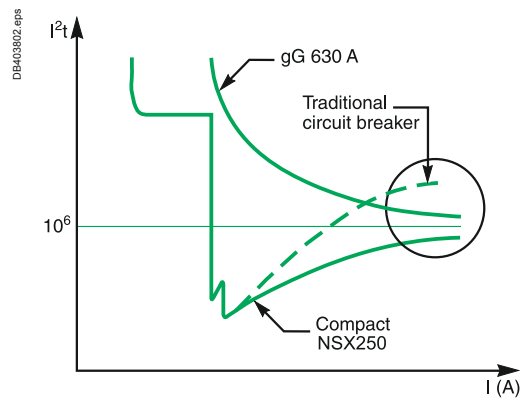 DB403802.eps
I²t
gG 630 A
Traditional
circuit breaker
10⁶
Compact
NSX250
I (A)